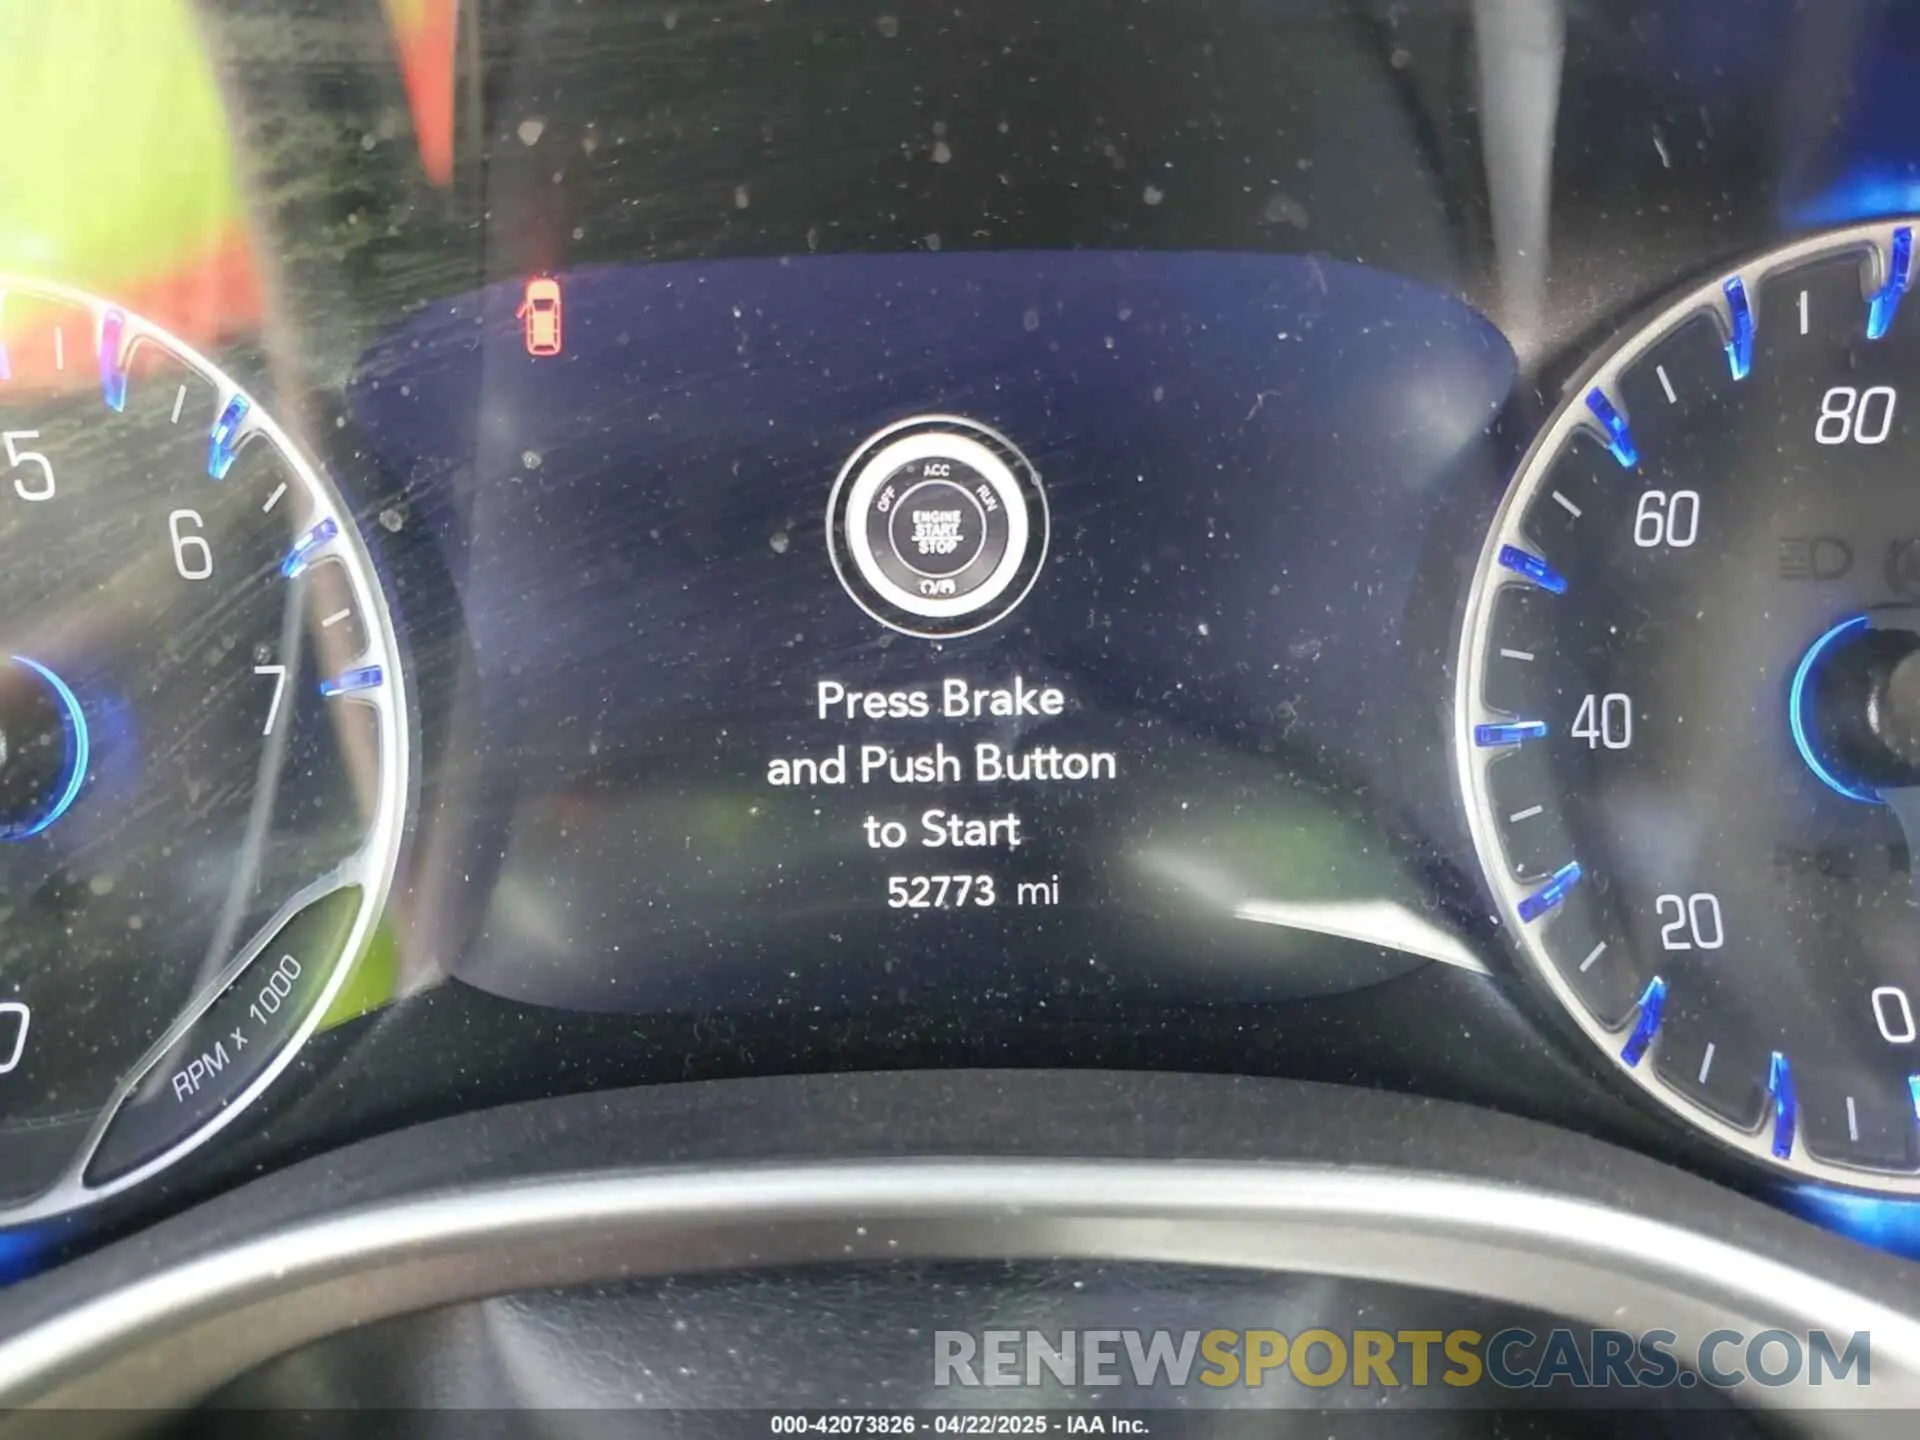 5
6
7
0
RPM x 1000
ACC
OFF
RUN
ENGINE
START
STOP
Press Brake
and Push Button
to Start
52773 mi
80
60
40
20
0
RENEWSPORTSCARS.COM
000-42073826 - 04/22/2025 - IAA Inc.